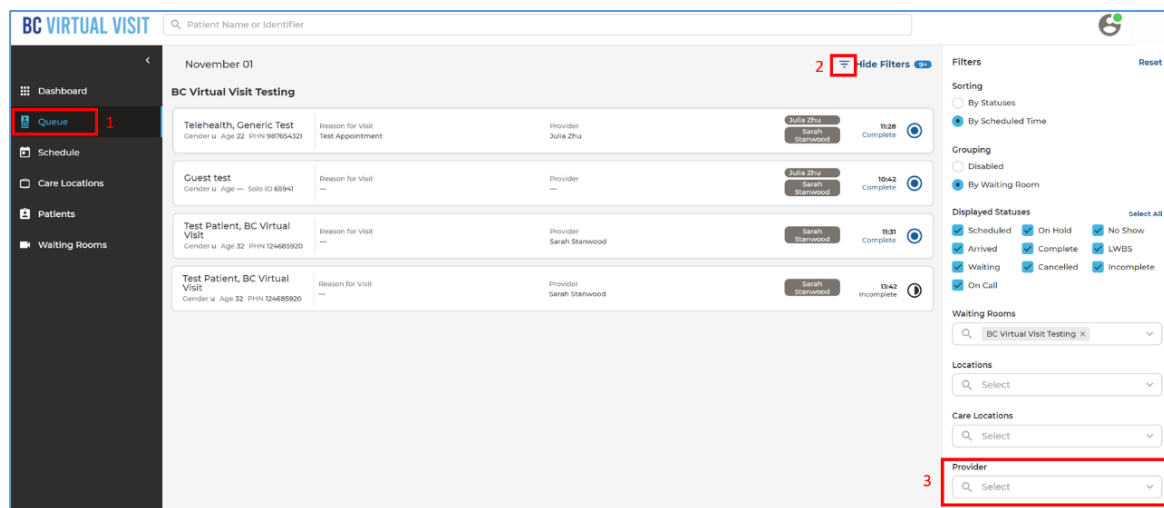 BC VIRTUAL VISIT
Patient Name or Identifier
Dashboard
Queue
1
Schedule
Care Locations
Patients
Waiting Rooms
November 01
2
Hide Filters 9+
BC Virtual Visit Testing
Telehealth, Generic Test
Gender u Age 22 PHN 987654321
Reason for Visit
Test Appointment
Provider
Julia Zhu
Julia Zhu
Sarah
Stanwood
11:28
Complete
Guest test
Gender u Age — Solo ID 65941
Reason for Visit
—
Provider
—
Julia Zhu
Sarah
Stanwood
10:42
Complete
Test Patient, BC Virtual
Visit
Gender u Age 32 PHN 124685920
Reason for Visit
—
Provider
Sarah Stanwood
Sarah
Stanwood
11:31
Complete
Test Patient, BC Virtual
Visit
Gender u Age 32 PHN 124685920
Reason for Visit
—
Provider
Sarah Stanwood
Sarah
Stanwood
13:42
Incomplete
Filters Reset
Sorting
By Statuses
By Scheduled Time
Grouping
Disabled
By Waiting Room
Displayed Statuses Select All
Scheduled On Hold No Show
Arrived Complete LWBS
Waiting Cancelled Incomplete
On Call
Waiting Rooms
BC Virtual Visit Testing ×
Locations
Select
Care Locations
Select
3
Provider
Select